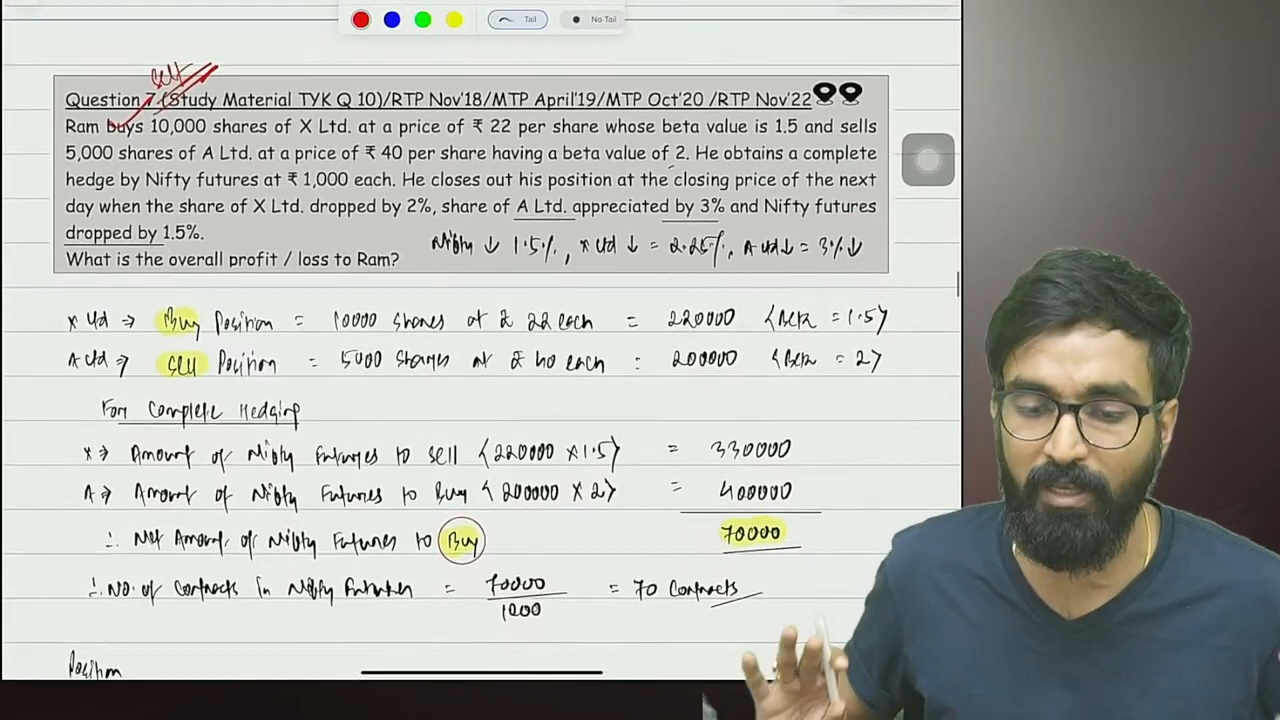 Tail
No Tail
Self
Question 7 (Study Material TYK Q 10)/RTP Nov'18/MTP April'19/MTP Oct'20 /RTP Nov'22
Ram buys 10,000 shares of X Ltd. at a price of ₹ 22 per share whose beta value is 1.5 and sells
5,000 shares of A Ltd. at a price of ₹ 40 per share having a beta value of 2. He obtains a complete
hedge by Nifty futures at ₹ 1,000 each. He closes out his position at the closing price of the next
day when the share of X Ltd. dropped by 2%, share of A Ltd. appreciated by 3% and Nifty futures
dropped by 1.5%.
Nifty ↓ 1.5%, X Ltd ↓ = 2.25%, A Ltd ↓ = 3% ↓
What is the overall profit / loss to Ram?
X Ltd ⇒ Buy Position = 10000 Shares at ₹ 22 each = 220000 {Beta = 1.5}
A Ltd ⇒ Sell Position = 5000 Shares at ₹ 40 each = 200000 {Beta = 2}
For Complete Hedging
X ⇒ Amount of Nifty Futures to Sell {220000 X 1.5} = 330000
A ⇒ Amount of Nifty Futures to Buy {200000 X 2} = 400000
∴ Net Amount of Nifty Futures to Buy 70000
∴ No. of Contracts in Nifty Futures = 70000 = 70 Contracts
1000
Position